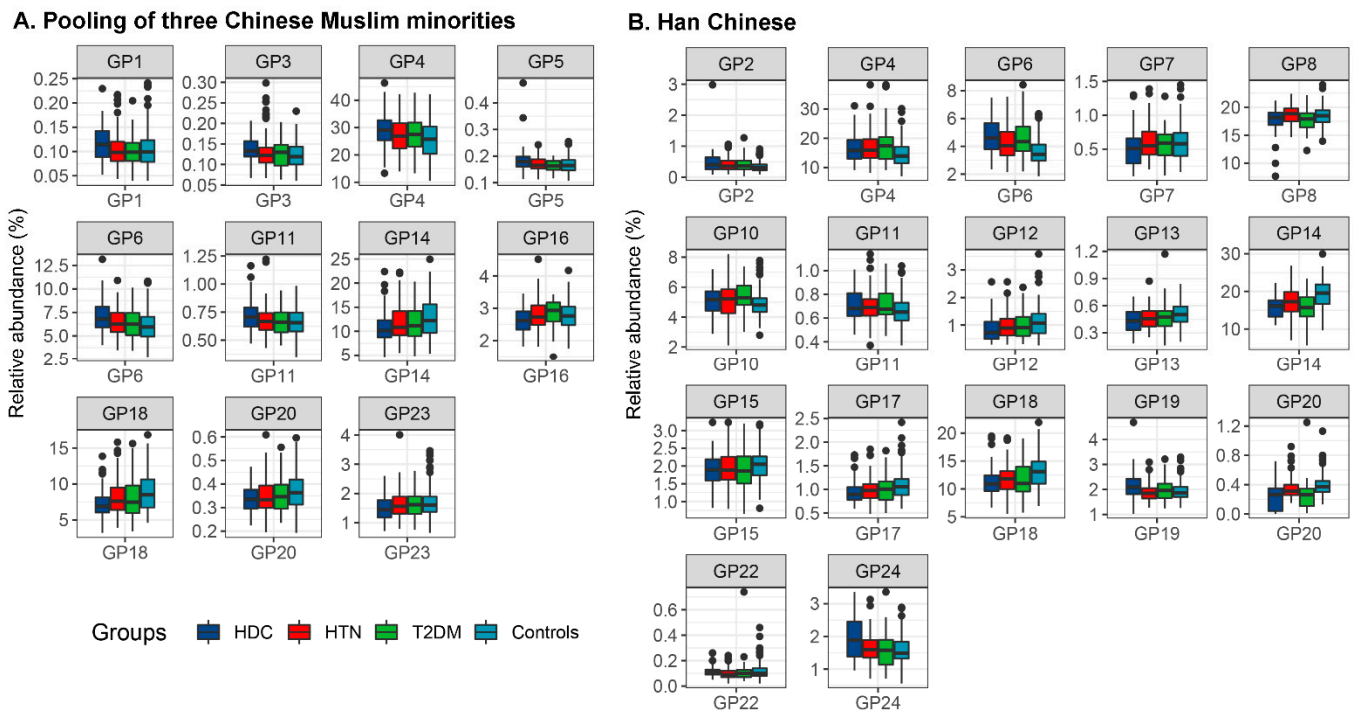 A. Pooling of three Chinese Muslim minorities
GP1 GP3 GP4 GP5
0.25 0.20 0.15 0.10 0.05
0.30 0.25 0.20 0.15 0.10 0.05
40 30 20 10
0.5 0.4 0.3 0.2 0.1
GP1 GP3 GP4 GP5
Relative abundance (%)
GP6 GP11 GP14 GP16
12.5 10.0 7.5 5.0 2.5
1.25 1.00 0.75 0.50
25 20 15 10 5
4 3 2
GP6 GP11 GP14 GP16
GP18 GP20 GP23
15 10 5
0.6 0.5 0.4 0.3 0.2
4 3 2 1
GP18 GP20 GP23
Groups HDC HTN T2DM Controls
B. Han Chinese
GP2 GP4 GP6 GP7 GP8
3 2 1 0
30 20 10
8 6 4 2
1.5 1.0 0.5
20 15 10
GP2 GP4 GP6 GP7 GP8
Relative abundance (%)
GP10 GP11 GP12 GP13 GP14
8 6 4 2
1.0 0.8 0.6 0.4
3 2 1
1.2 0.9 0.6 0.3
30 20 10
GP10 GP11 GP12 GP13 GP14
GP15 GP17 GP18 GP19 GP20
3.0 2.5 2.0 1.5 1.0
2.5 2.0 1.5 1.0 0.5
20 15 10 5
4 3 2 1
1.2 0.8 0.4 0.0
GP15 GP17 GP18 GP19 GP20
GP22 GP24
0.6 0.4 0.2 0.0
3 2 1
GP22 GP24